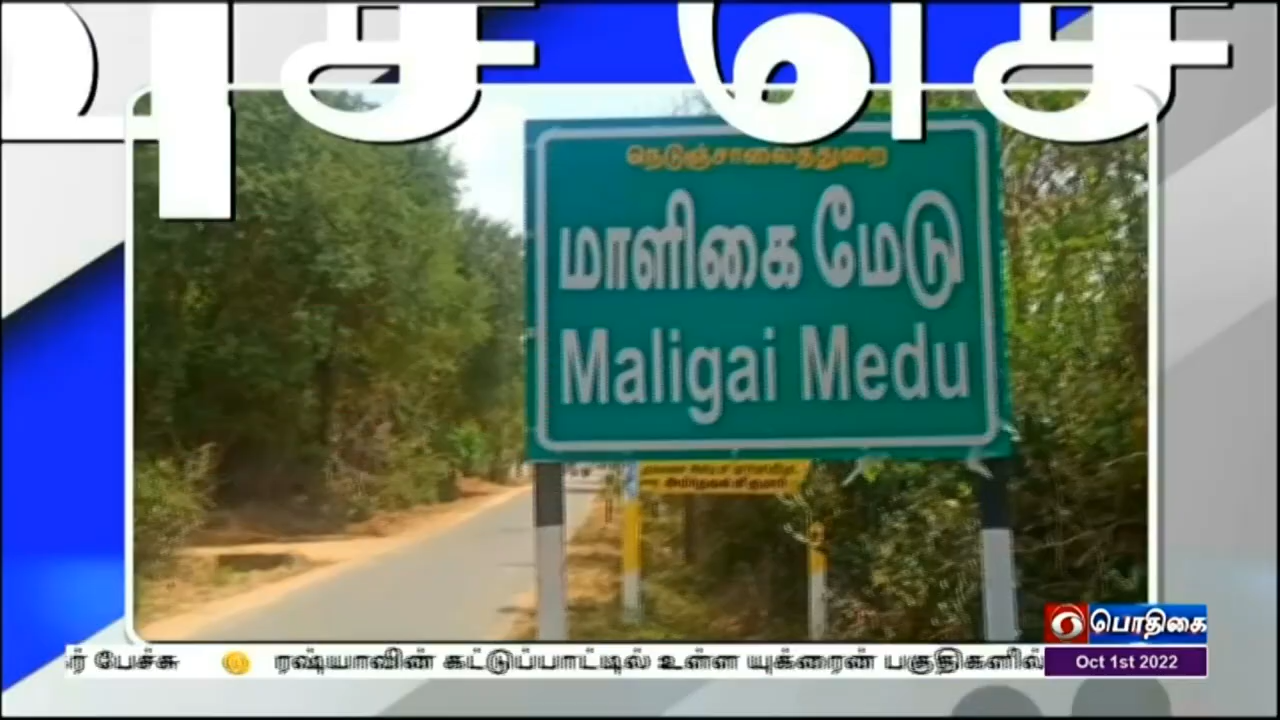 நெடுஞ்சாலைத்துறை
மாளிகை மேடு
Maligai Medu
பொதிகை
ர் பேச்சு ரஷ்யாவின் கட்டுப்பாட்டில் உள்ள யுக்ரைன் பகுதிகளில்
Oct 1st 2022